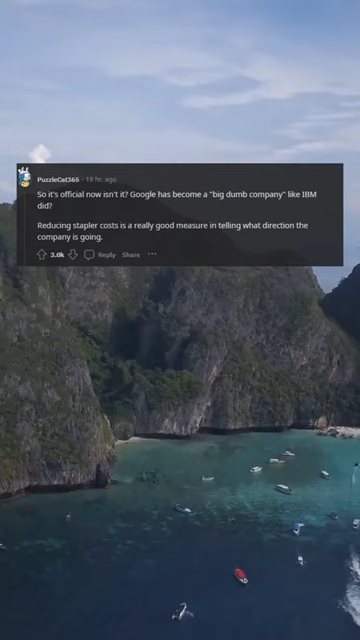 PuzzleCat365 · 19 hr. ago
So it's official now isn't it? Google has become a "big dumb company" like IBM
did?
Reducing stapler costs is a really good measure in telling what direction the
company is going.
3.0k Reply Share ···